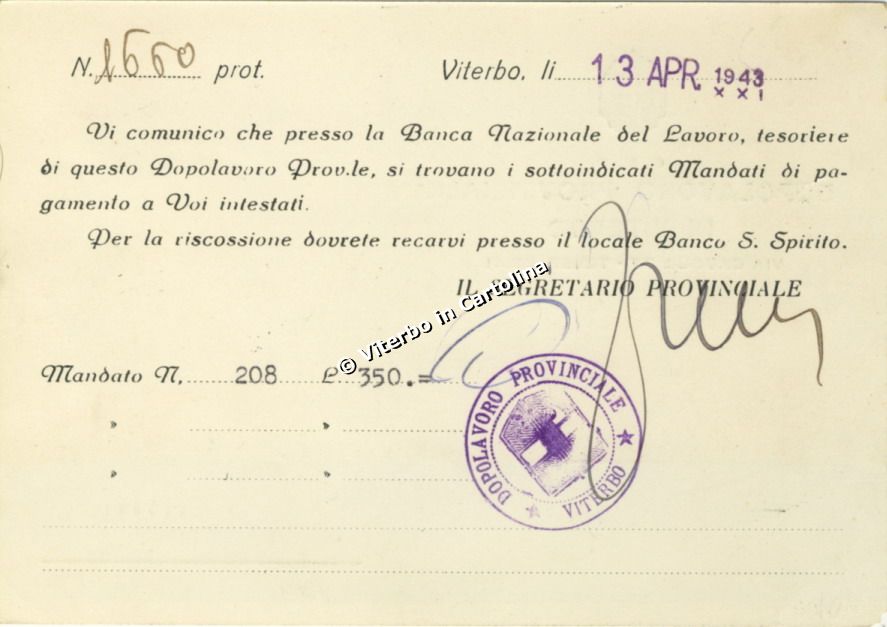 N. 1660 prot. Viterbo, li 13 APR. 1943
XXI
Vi comunico che presso la Banca Nazionale del Lavoro, tesoriere
di questo Dopolavoro Prov.le, si trovano i sottoindicati Mandati di pa-
gamento a Voi intestati.
Per la riscossione dovrete recarvi presso il locale Banco S. Spirito.
IL SEGRETARIO PROVINCIALE
© Viterbo in Cartolina
Mandato N. 208 £ 350.=
» »
» »
DOPOLAVORO PROVINCIALE
★ VITERBO ★